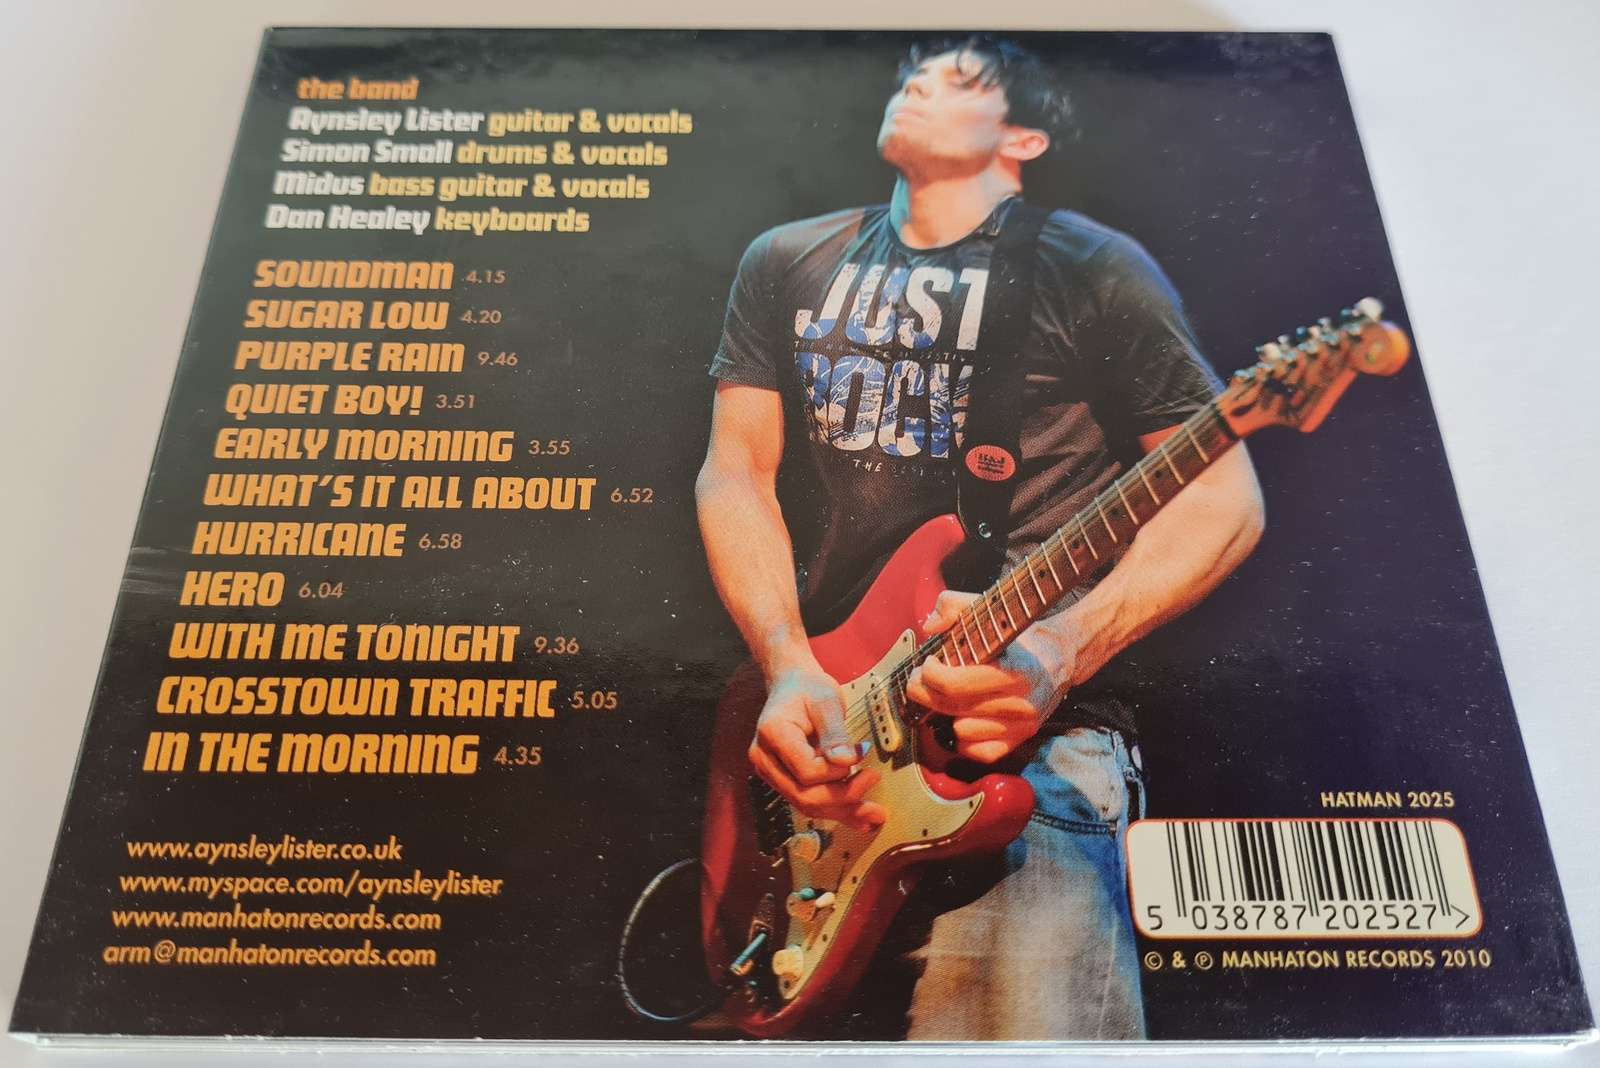 the band
Aynsley Lister guitar & vocals
Simon Small drums & vocals
Midus bass guitar & vocals
Dan Healey keyboards
SOUNDMAN 4.15
SUGAR LOW 4.20
PURPLE RAIN 9.46
QUIET BOY! 3.51
EARLY MORNING 3.55
WHAT'S IT ALL ABOUT 6.52
HURRICANE 6.58
HERO 6.04
WITH ME TONIGHT 9.36
CROSSTOWN TRAFFIC 5.05
IN THE MORNING 4.35
www.aynsleylister.co.uk
www.myspace.com/aynsleylister
www.manhatonrecords.com
arm@manhatonrecords.com
JUST
ROCK
THE
HATMAN 2025
5 038787 202527 >
© & ℗ MANHATON RECORDS 2010